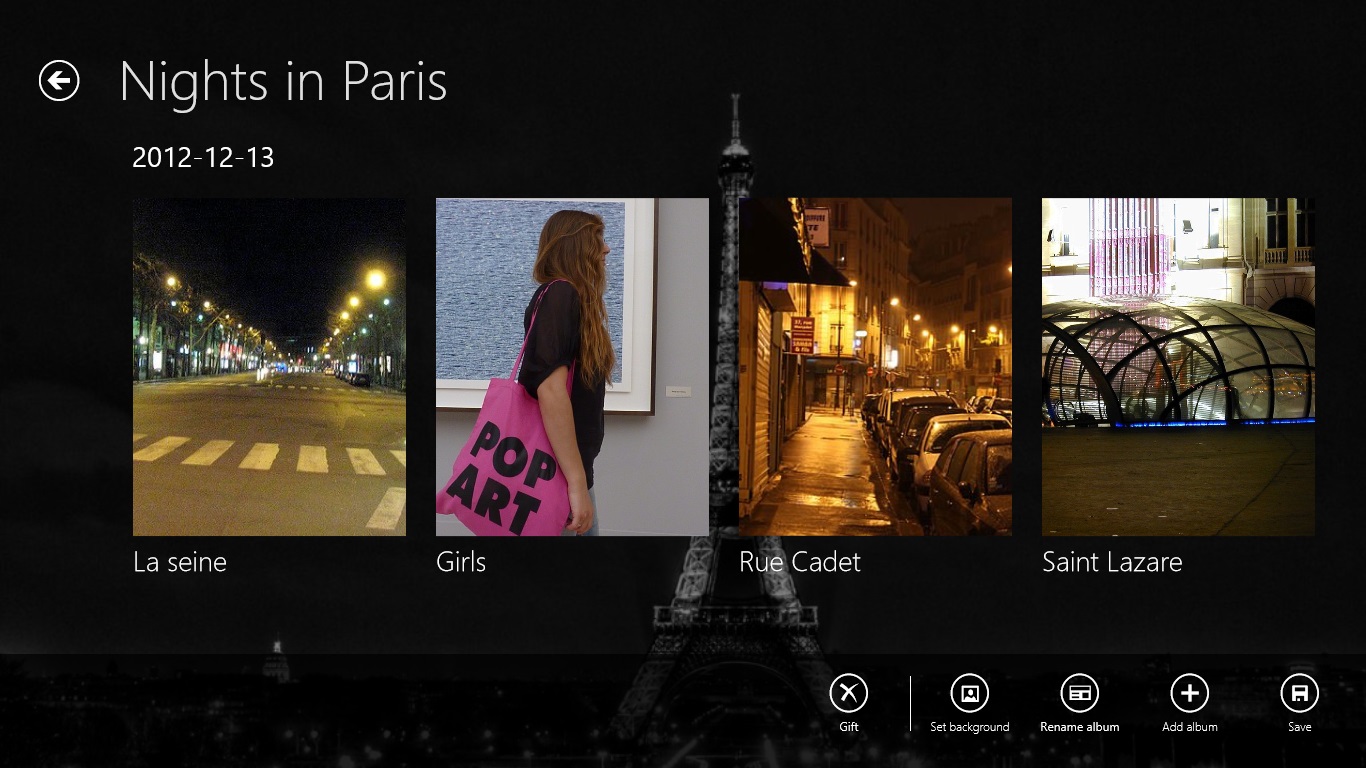 Nights in Paris
2012-12-13
POP
ART
La seine
Girls
Rue Cadet
Saint Lazare
Gift
Set background
Rename album
Add album
Save